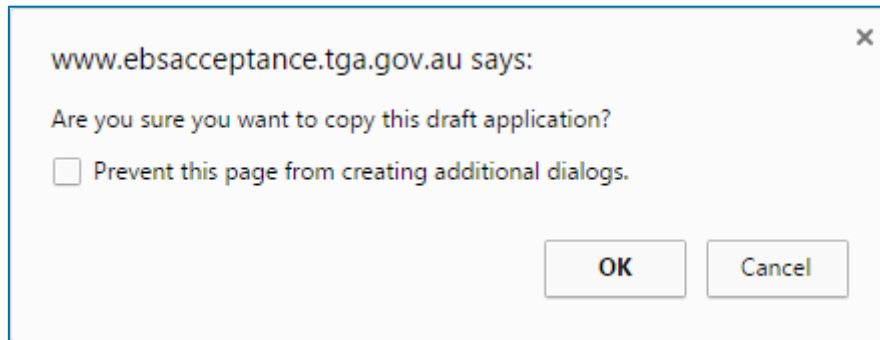 www.ebsacceptance.tga.gov.au says:
Are you sure you want to copy this draft application?
Prevent this page from creating additional dialogs.
OK Cancel